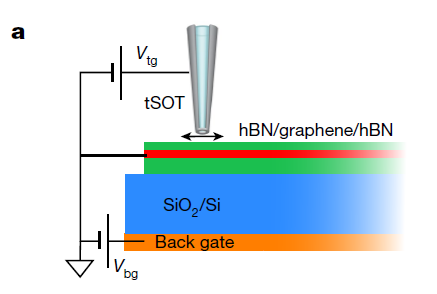 a
V_tg
tSOT
hBN/graphene/hBN
SiO₂/Si
Back gate
V_bg